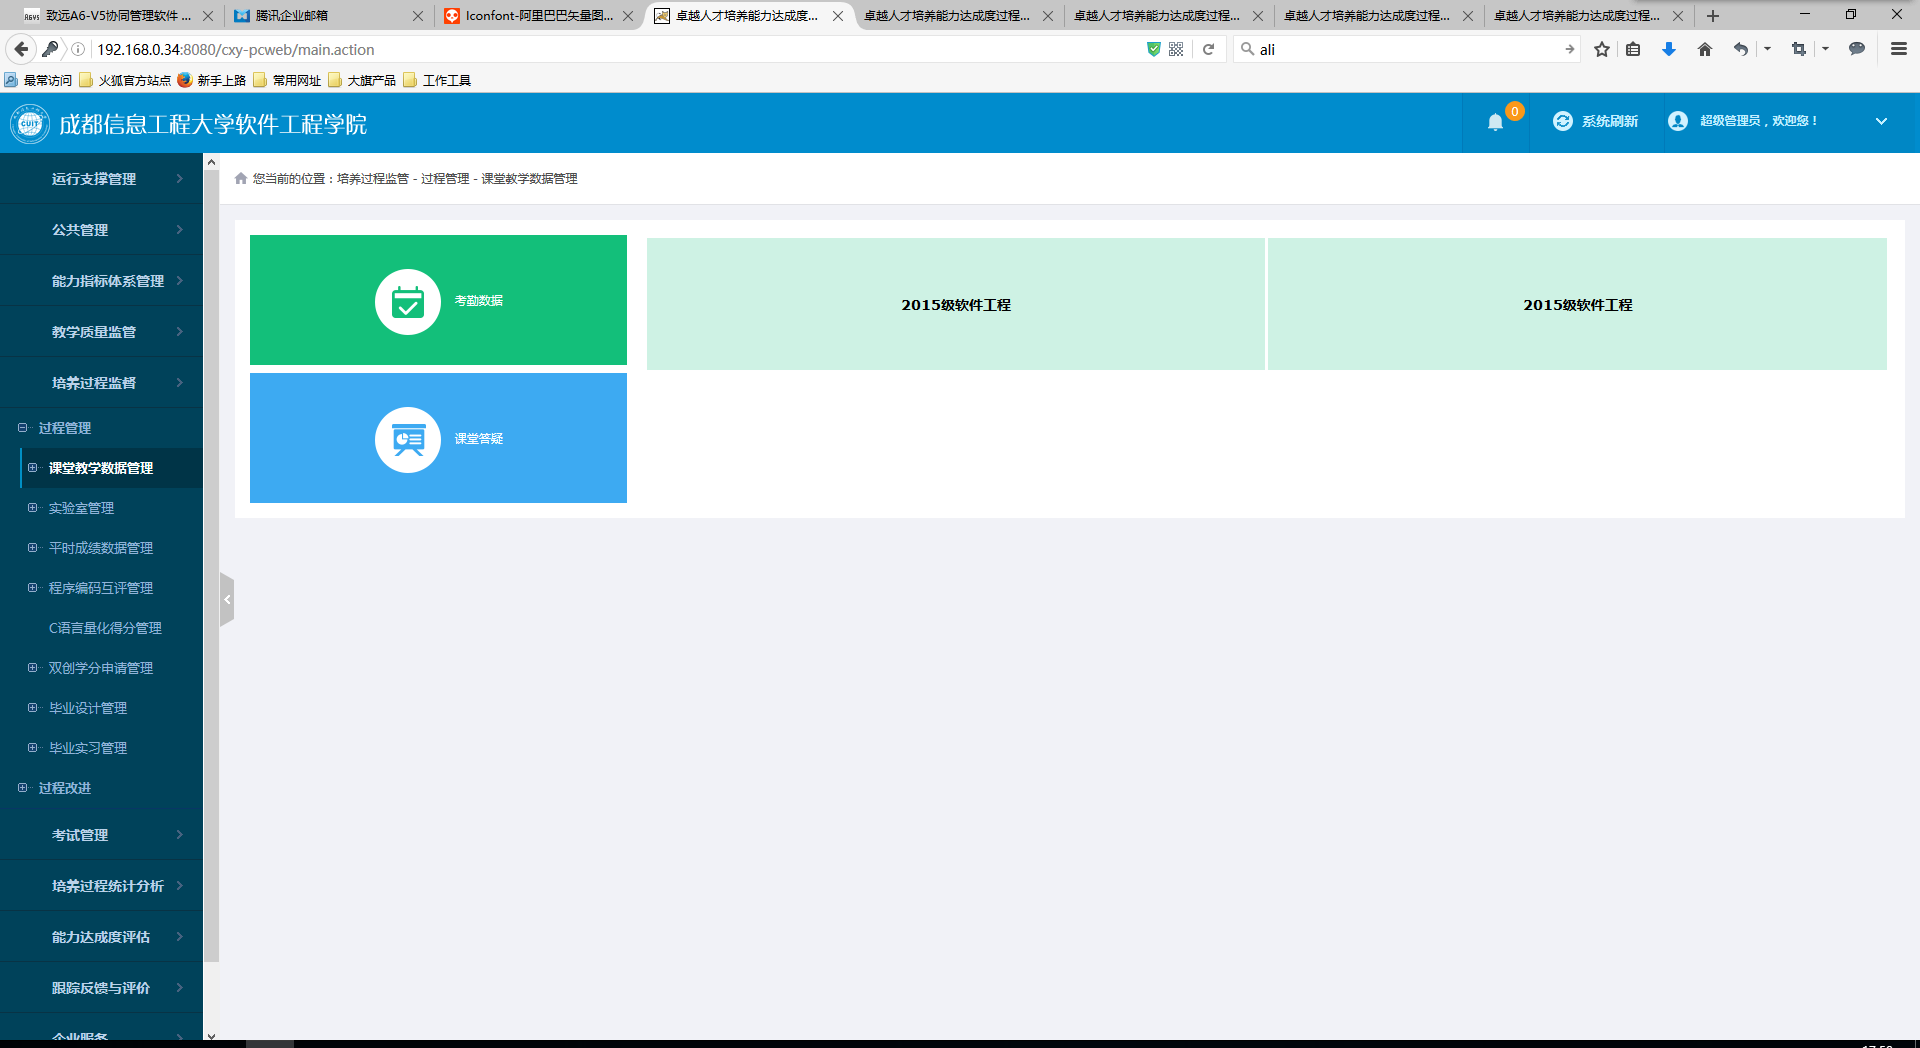 致远A6-V5协同管理软件 ...
腾讯企业邮箱
Iconfont-阿里巴巴矢量图...
卓越人才培养能力达成度...
卓越人才培养能力达成度过程...
卓越人才培养能力达成度过程...
卓越人才培养能力达成度过程...
卓越人才培养能力达成度过程...
192.168.0.34:8080/cxy-pcweb/main.action
ali
最常访问
火狐官方站点
新手上路
常用网址
大旗产品
工作工具
CUIT
成都信息工程大学软件工程学院
0
系统刷新
超级管理员，欢迎您！
运行支撑管理
公共管理
能力指标体系管理
教学质量监管
培养过程监督
过程管理
课堂教学数据管理
实验室管理
平时成绩数据管理
程序编码互评管理
C语言量化得分管理
双创学分申请管理
毕业设计管理
毕业实习管理
过程改进
考试管理
培养过程统计分析
能力达成度评估
跟踪反馈与评价
企业服务
您当前的位置：培养过程监管 - 过程管理 - 课堂教学数据管理
考勤数据
课堂答疑
2015级软件工程
2015级软件工程